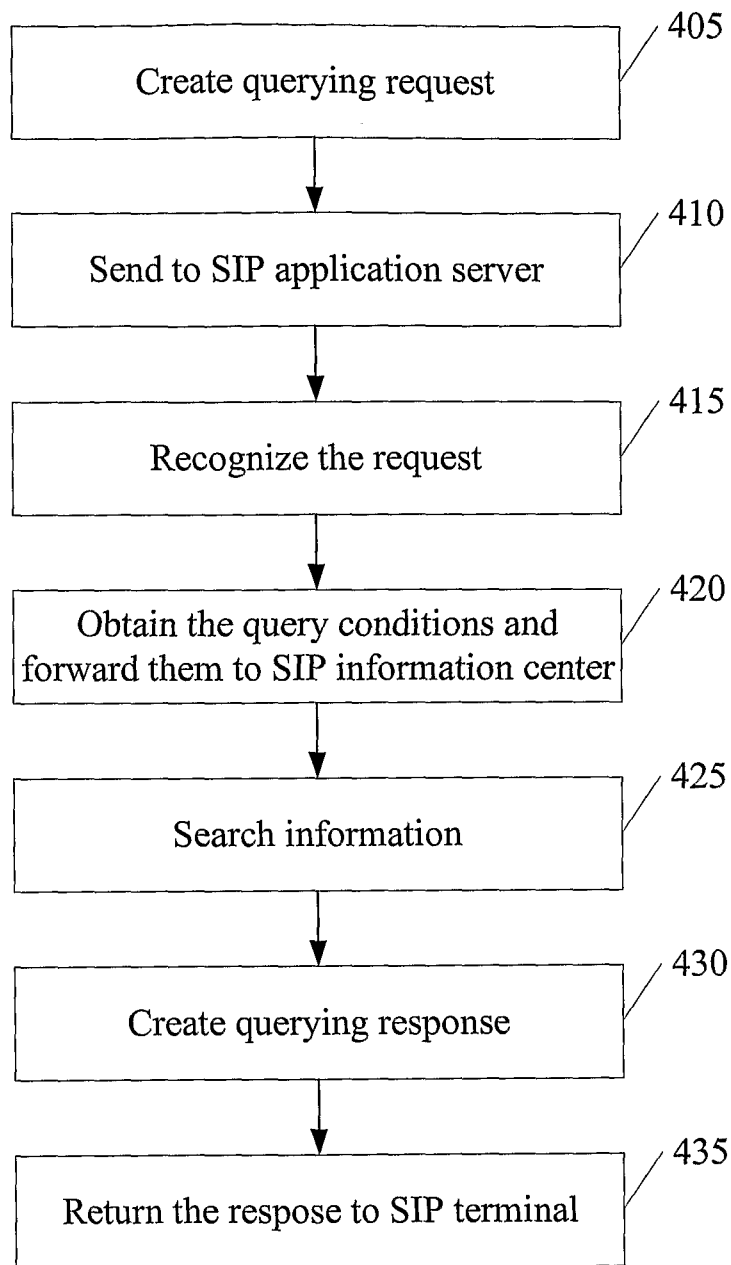 405
Create querying request
410
Send to SIP application server
415
Recognize the request
420
Obtain the query conditions and
forward them to SIP information center
425
Search information
430
Create querying response
435
Return the respose to SIP terminal